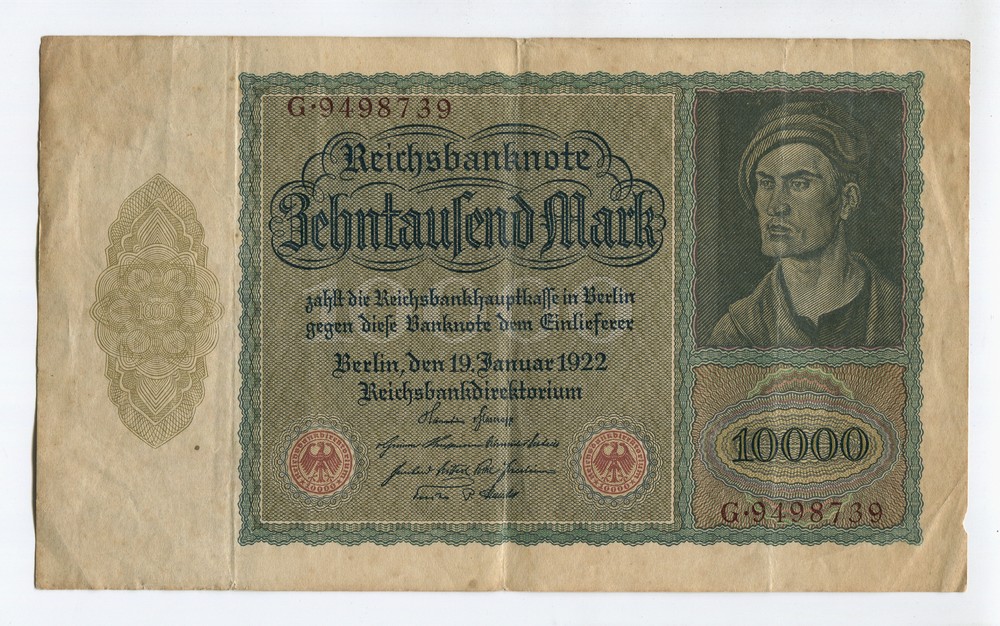 G·9498739
Reichsbanknote
Zehntausend Mark
zahlt die Reichsbankhauptkasse in Berlin
gegen diese Banknote dem Einlieferer
Berlin, den 19. Januar 1922
Reichsbankdirektorium
10000
10000
G·9498739